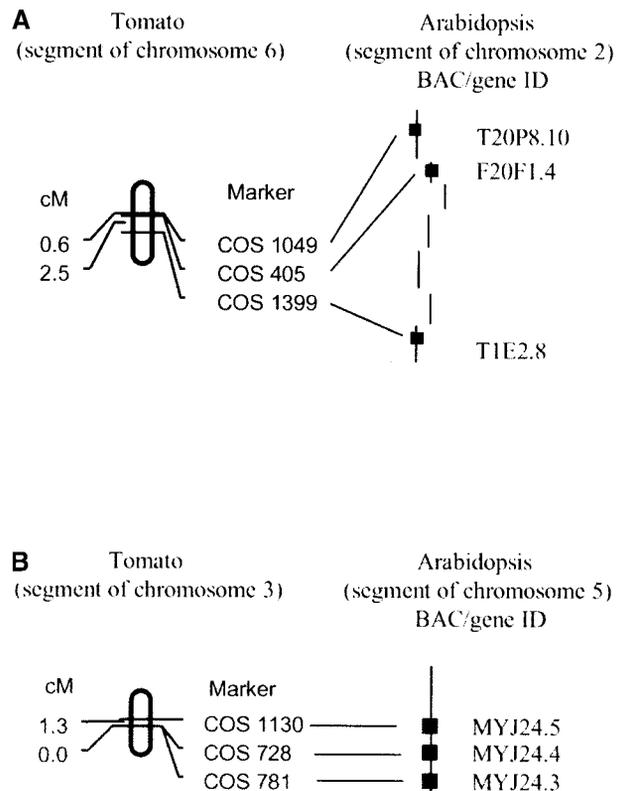 A
Tomato
(segment of chromosome 6)
Arabidopsis
(segment of chromosome 2)
BAC/gene ID
cM
0.6
2.5
Marker
COS 1049
COS 405
COS 1399
T20P8.10
F20F1.4
T1E2.8
B
Tomato
(segment of chromosome 3)
Arabidopsis
(segment of chromosome 5)
BAC/gene ID
cM
1.3
0.0
Marker
COS 1130
COS 728
COS 781
MYJ24.5
MYJ24.4
MYJ24.3